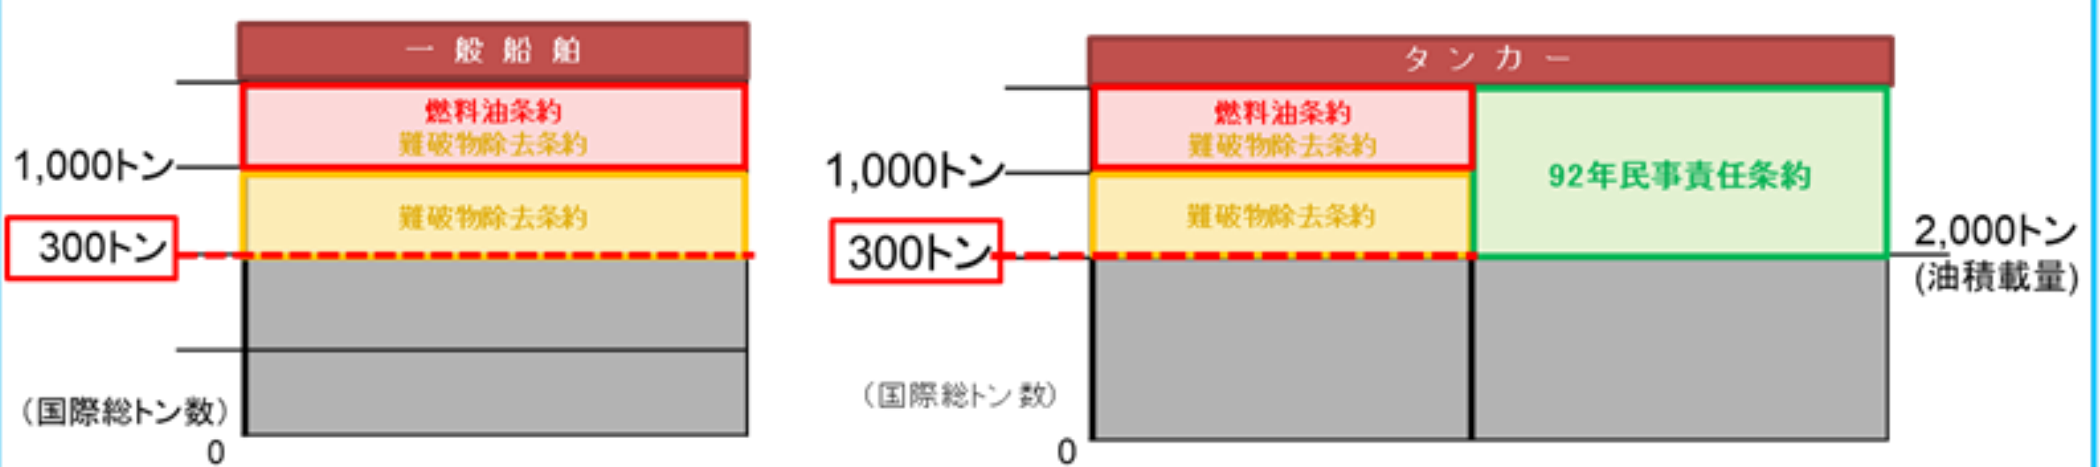 一般船舶
燃料油条約
難破物除去条約
1,000トン
難破物除去条約
300トン
（国際総トン数）
0
タンカー
燃料油条約
難破物除去条約
1,000トン
92年民事責任条約
難破物除去条約
300トン
2,000トン
(油積載量)
（国際総トン数）
0